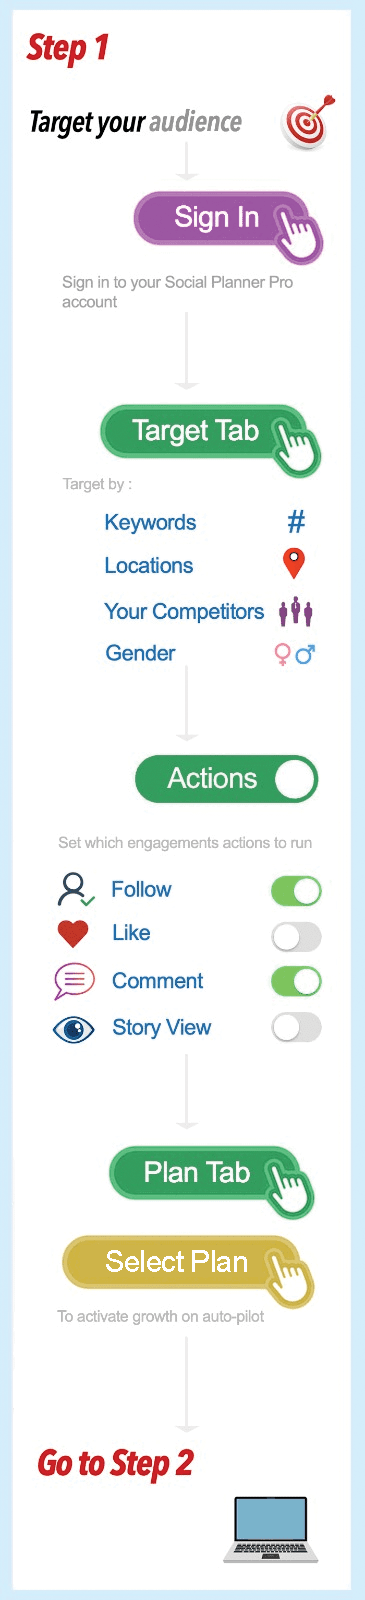 Step 1
Target your audience
Sign In
Sign in to your Social Planner Pro
account
Target Tab
Target by :
Keywords #
Locations
Your Competitors
Gender
Actions
Set which engagements actions to run
Follow
Like
Comment
Story View
Plan Tab
Select Plan
To activate growth on auto-pilot
Go to Step 2